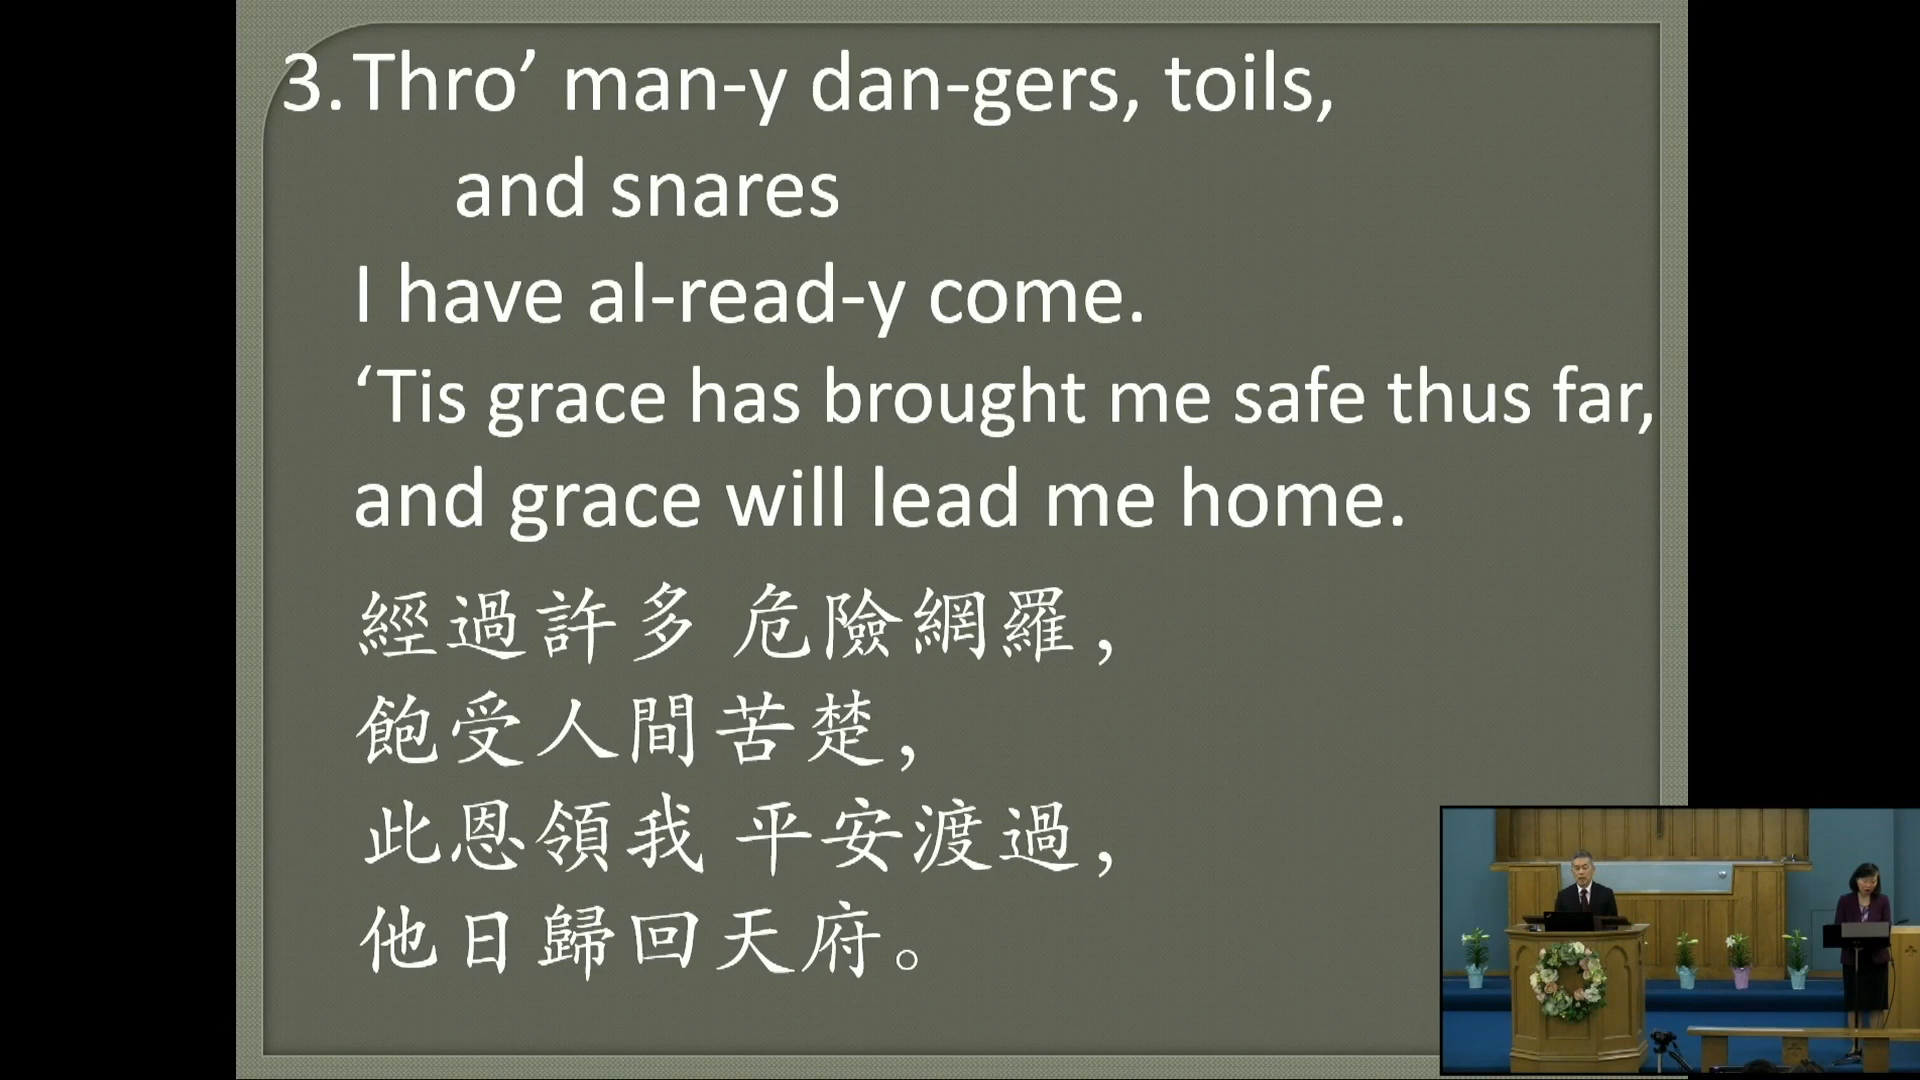 3. Thro’ man-y dan-gers, toils,
and snares
I have al-read-y come.
‘Tis grace has brought me safe thus far,
and grace will lead me home.
經過許多 危險網羅，
飽受人間苦楚，
此恩領我 平安渡過，
他日歸回天府。